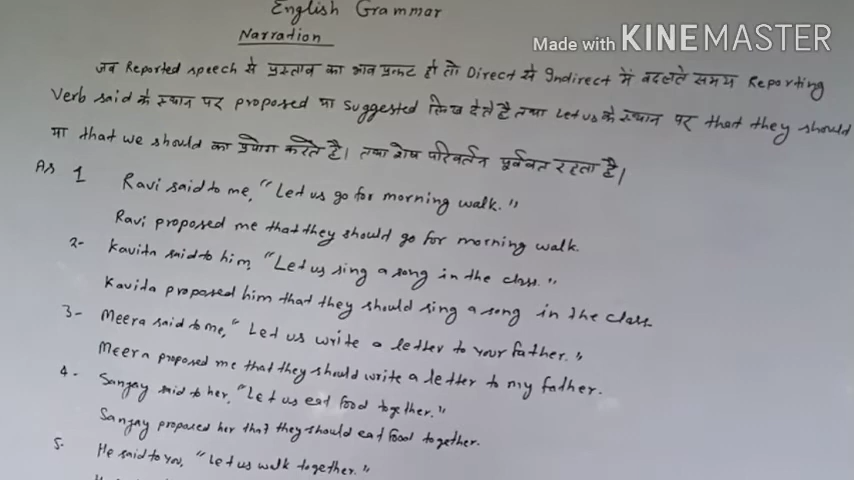 English Grammar
Narration
Made with KINEMASTER
जब Reported speech से प्रस्ताव का भाव प्रकट हो तो Direct से Indirect में बदलते समय Reporting
Verb said के स्थान पर proposed या suggested लिख देते है तथा Let us के स्थान पर that they should
या that we should का प्रयोग करते है। तथा शेष परिवर्तन पूर्ववत रहता है।
As 1 Ravi said to me, "Let us go for morning walk."
Ravi proposed me that they should go for morning walk.
2- Kavita said to him, "Let us sing a song in the class."
Kavida proposed him that they should sing a song in the class
3- Meera said to me, "Let us write a letter to your father."
Meera proposed me that they should write a letter to my father.
4- Sanjay said to her, "Let us eat food together."
Sanjay proposed her that they should eat food together.
5- He said to you, "Let us walk together."